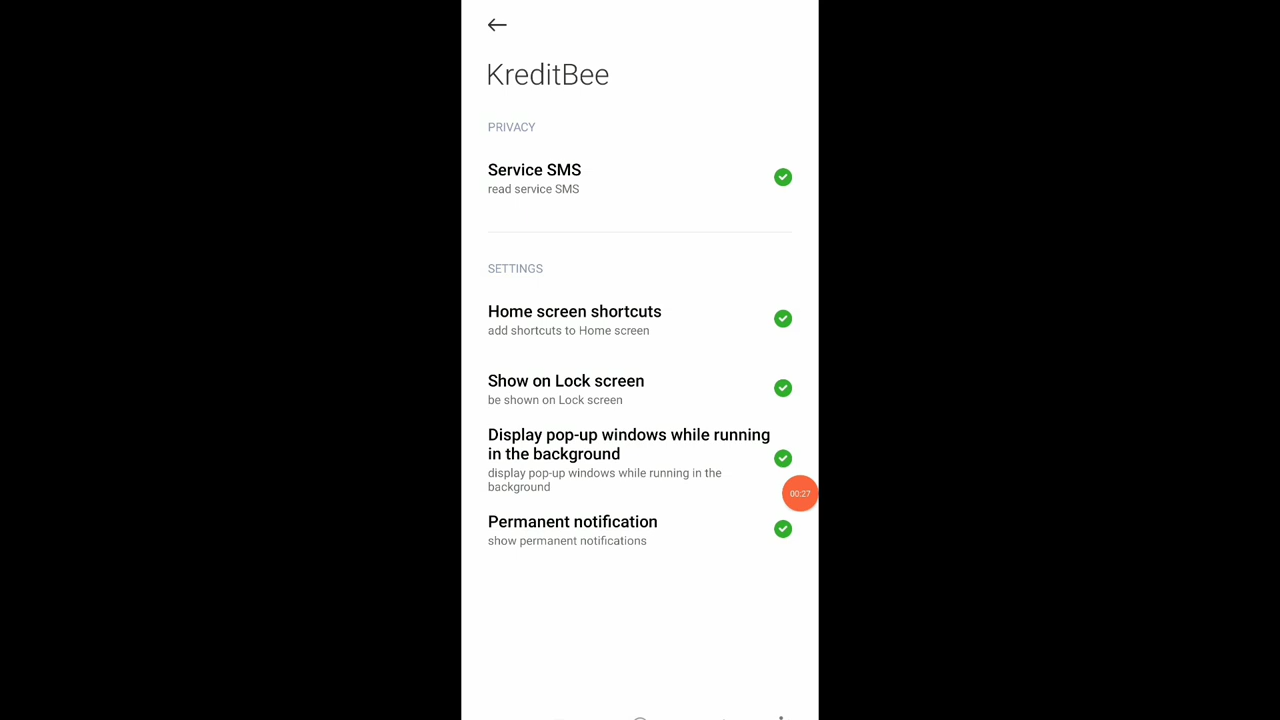 KreditBee
PRIVACY
Service SMS
read service SMS
SETTINGS
Home screen shortcuts
add shortcuts to Home screen
Show on Lock screen
be shown on Lock screen
Display pop-up windows while running
in the background
display pop-up windows while running in the
background
00:27
Permanent notification
show permanent notifications